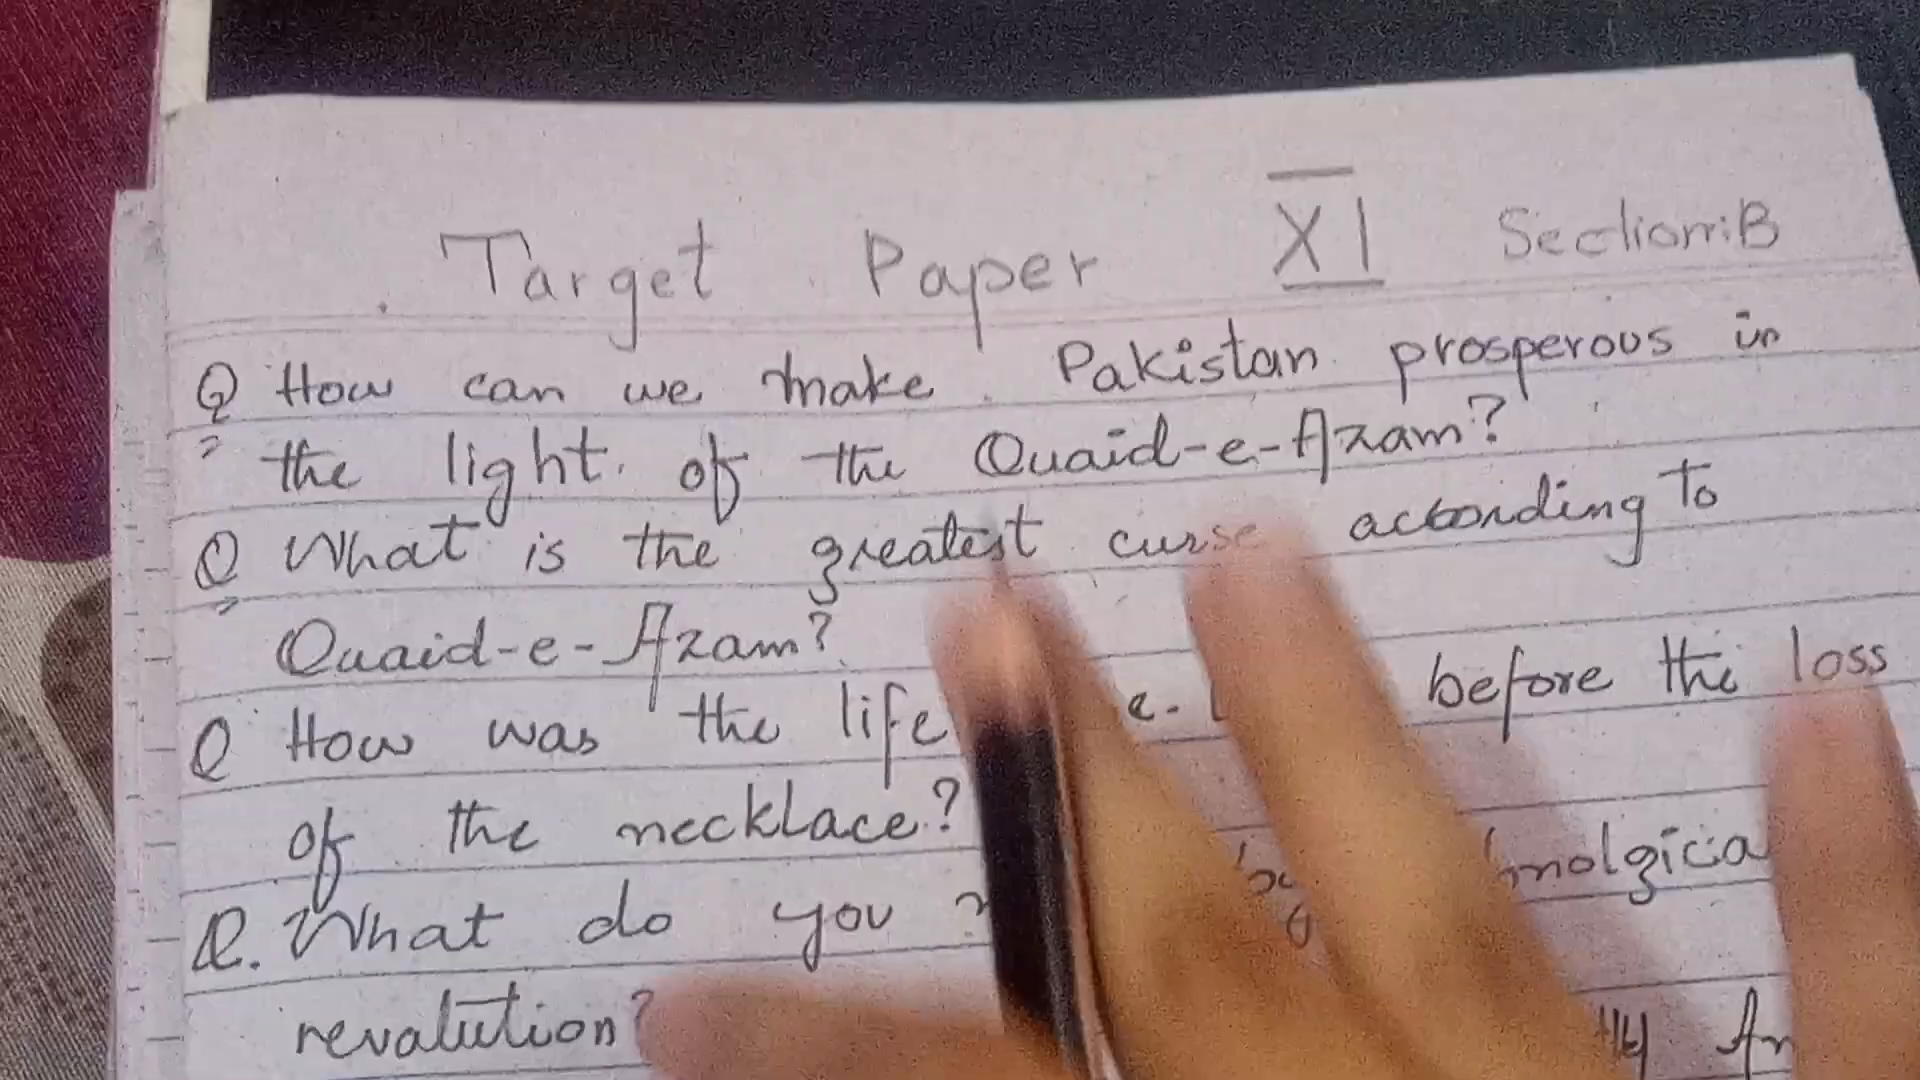 Target Paper XI Section:B
Q How can we make Pakistan prosperous in
the light of the Quaid-e-Azam?
Q What is the greatest curse according to
Quaid-e-Azam?
Q How was the life before the loss
of the necklace?
Q. What do you
revalution?